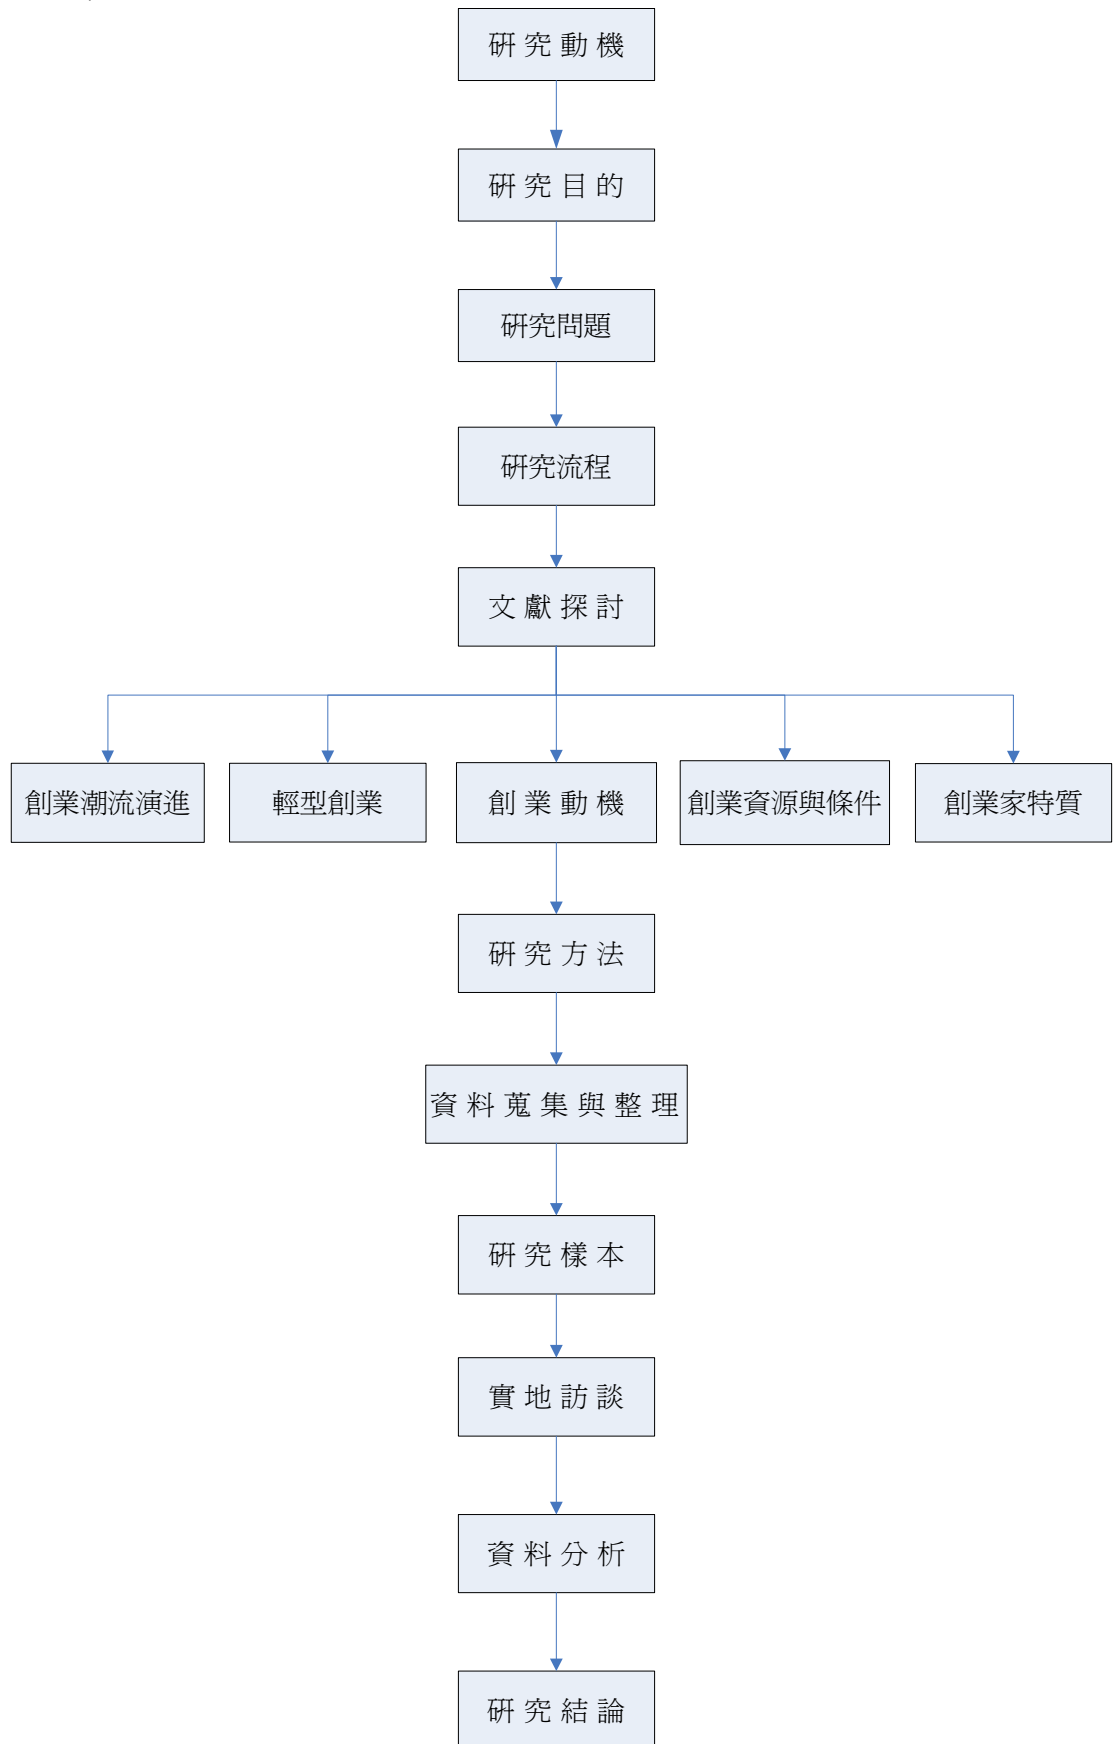 研究動機
研究目的
研究問題
研究流程
文獻探討
創業潮流演進
輕型創業
創業動機
創業資源與條件
創業家特質
研究方法
資料蒐集與整理
研究樣本
實地訪談
資料分析
研究結論